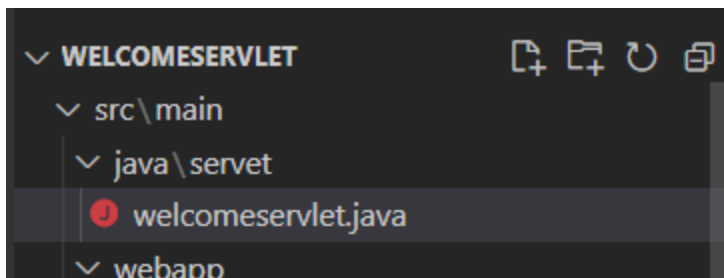 WELCOMESERVLET
src\main
java\servet
J welcomeservlet.java
webapp